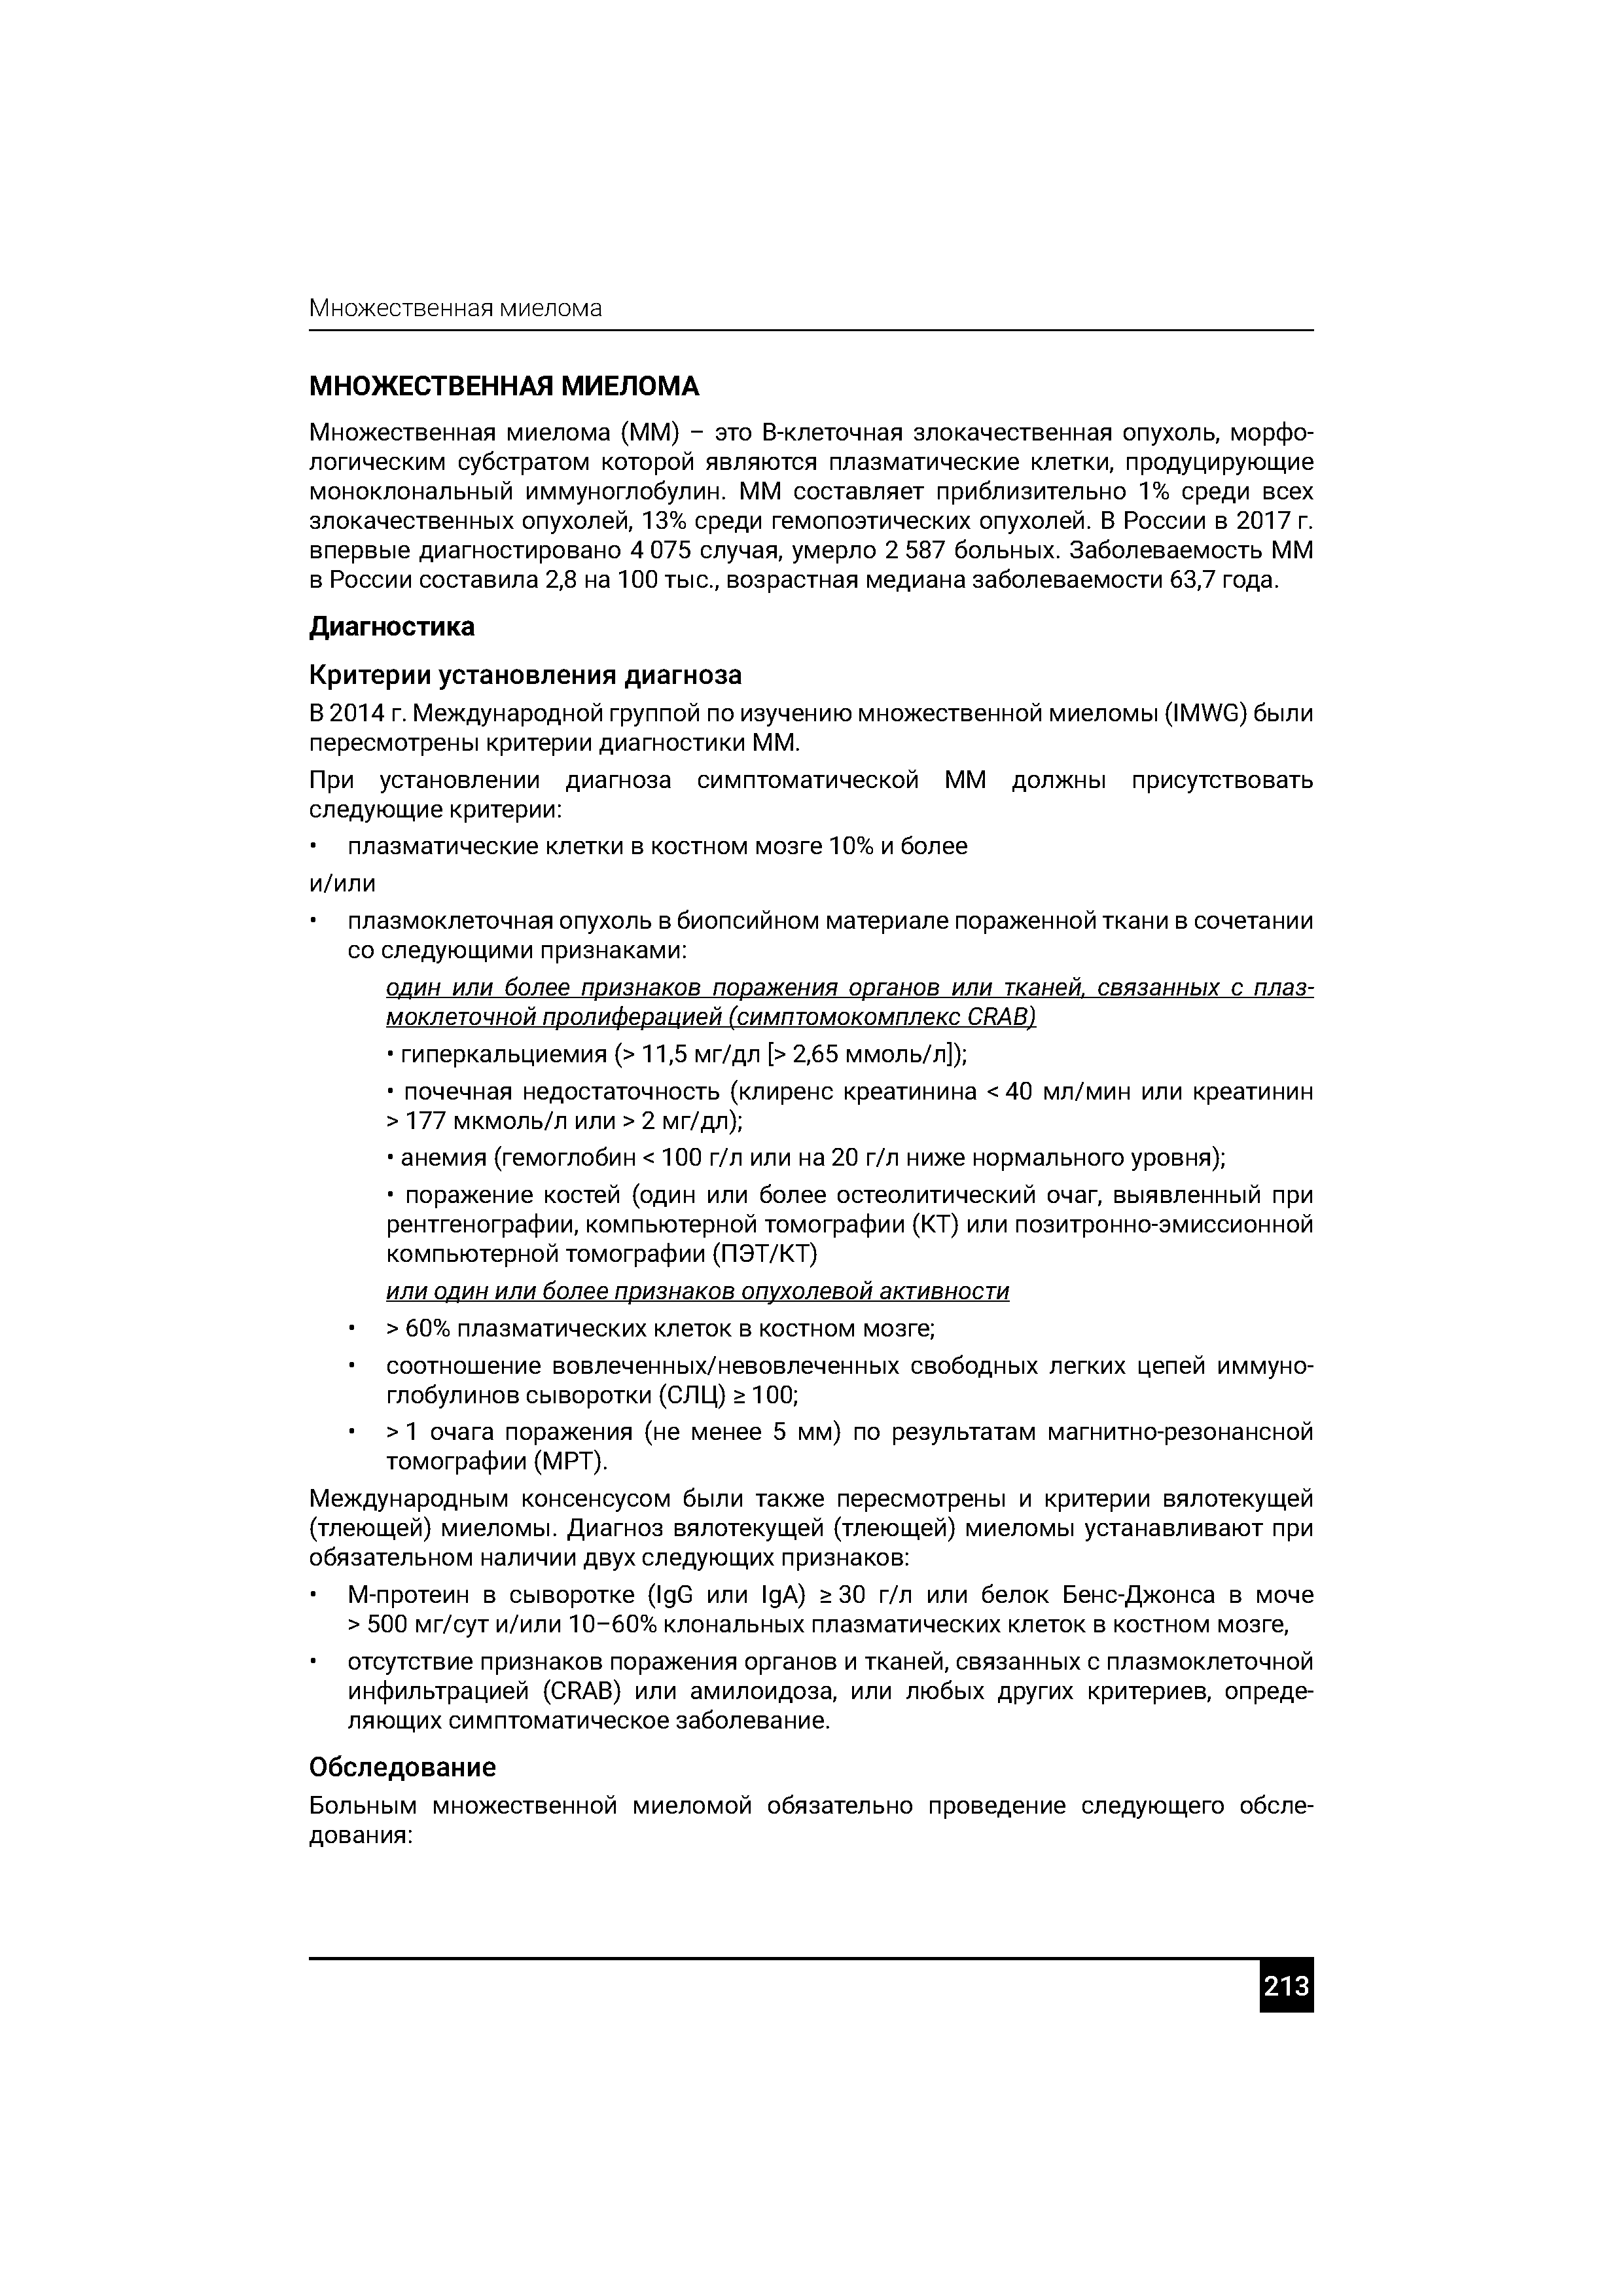 Множественная миелома
МНОЖЕСТВЕННАЯ МИЕЛОМА
Множественная миелома (ММ) – это В-клеточная злокачественная опухоль, морфо-
логическим субстратом которой являются плазматические клетки, продуцирующие
моноклональный иммуноглобулин. ММ составляет приблизительно 1% среди всех
злокачественных опухолей, 13% среди гемопоэтических опухолей. В России в 2017 г.
впервые диагностировано 4 075 случая, умерло 2 587 больных. Заболеваемость ММ
в России составила 2,8 на 100 тыс., возрастная медиана заболеваемости 63,7 года.
Диагностика
Критерии установления диагноза
В 2014 г. Международной группой по изучению множественной миеломы (IMWG) были
пересмотрены критерии диагностики ММ.
При установлении диагноза симптоматической ММ должны присутствовать
следующие критерии:
• плазматические клетки в костном мозге 10% и более
и/или
• плазмоклеточная опухоль в биопсийном материале пораженной ткани в сочетании
со следующими признаками:
один или более признаков поражения органов или тканей, связанных с плаз-
моклеточной пролиферацией (симптомокомплекс CRAB)
• гиперкальциемия (> 11,5 мг/дл [> 2,65 ммоль/л]);
• почечная недостаточность (клиренс креатинина < 40 мл/мин или креатинин
> 177 мкмоль/л или > 2 мг/дл);
• анемия (гемоглобин < 100 г/л или на 20 г/л ниже нормального уровня);
• поражение костей (один или более остеолитический очаг, выявленный при
рентгенографии, компьютерной томографии (КТ) или позитронно-эмиссионной
компьютерной томографии (ПЭТ/КТ)
или один или более признаков опухолевой активности
• > 60% плазматических клеток в костном мозге;
• соотношение вовлеченных/невовлеченных свободных легких цепей иммуно-
глобулинов сыворотки (СЛЦ) ≥ 100;
• > 1 очага поражения (не менее 5 мм) по результатам магнитно-резонансной
томографии (МРТ).
Международным консенсусом были также пересмотрены и критерии вялотекущей
(тлеющей) миеломы. Диагноз вялотекущей (тлеющей) миеломы устанавливают при
обязательном наличии двух следующих признаков:
• М-протеин в сыворотке (IgG или IgA) ≥ 30 г/л или белок Бенс-Джонса в моче
> 500 мг/сут и/или 10–60% клональных плазматических клеток в костном мозге,
• отсутствие признаков поражения органов и тканей, связанных с плазмоклеточной
инфильтрацией (CRAB) или амилоидоза, или любых других критериев, опреде-
ляющих симптоматическое заболевание.
Обследование
Больным множественной миеломой обязательно проведение следующего обсле-
дования:
213